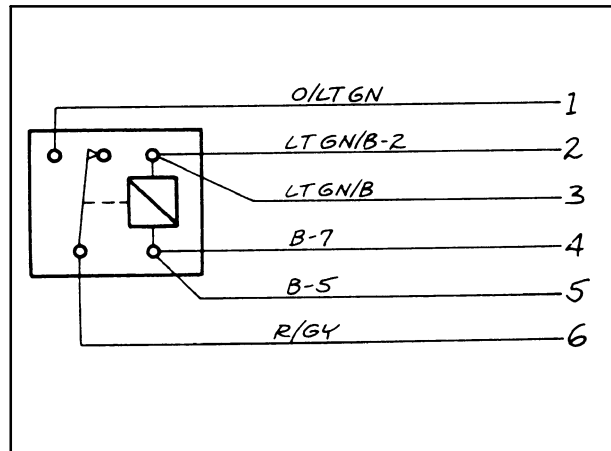 O/LT GN 1
LT GN/B-2 2
LT GN/B 3
B-7 4
B-5 5
R/GY 6